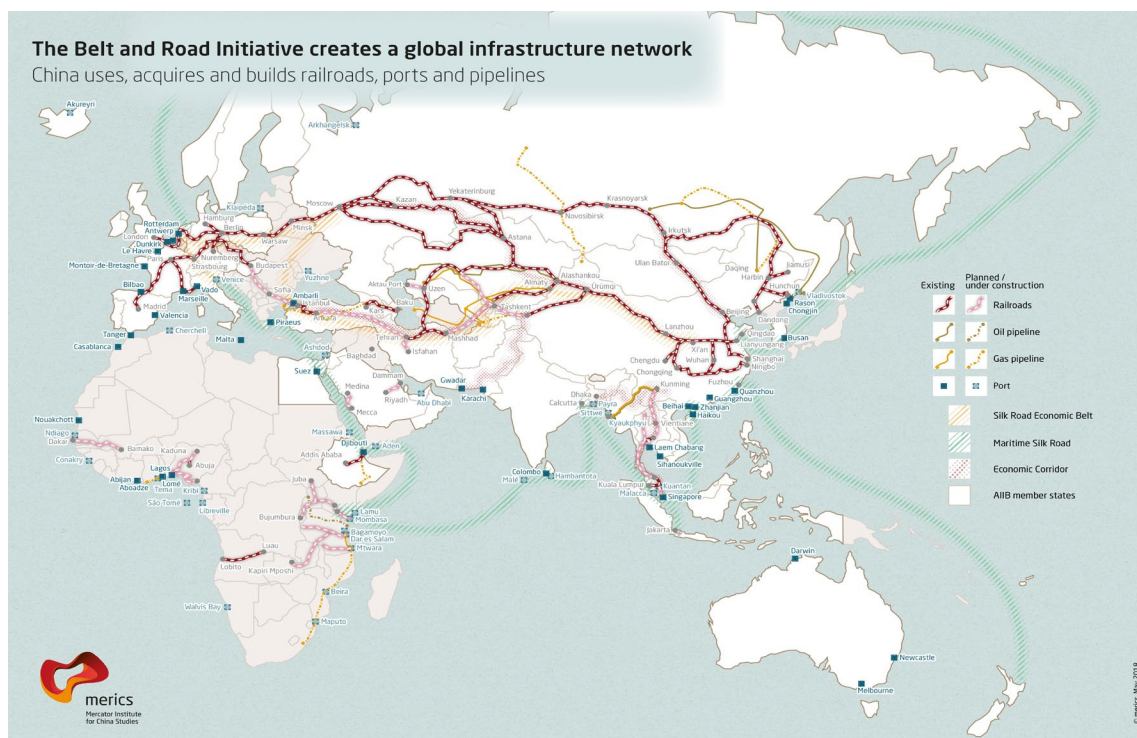 The Belt and Road Initiative creates a global infrastructure network
China uses, acquires and builds railroads, ports and pipelines
Akureyri
Arkhangelsk
Klaipėda
Moscow
Kazan
Yekaterinburg
Novosibirsk
Krasnoyarsk
Irkutsk
Ulan Bator
Astana
Hamburg
Rotterdam
Antwerp
Berlin
London
Dunkirk
Le Havre
Warsaw
Minsk
Paris
Nuremberg
Strasbourg
Budapest
Montoir-de-Bretagne
Venice
Yuzhne
Bilbao
Vado
Marseille
Madrid
Valencia
Sofia
Ambarli
Istanbul
Piraeus
Kars
Baku
Aktau Port
Uzen
Almaty
Alashankou
Ürümqi
Tashkent
Daqing
Harbin
Jiamusi
Hunchun
Vladivostok
Rason
Chongjin
Dandong
Beijing
Busan
Tanger
Casablanca
Cherchell
Malta
Ashdod
Suez
Baghdad
Tehran
Isfahan
Mashhad
Lanzhou
Xi'an
Wuhan
Qingdao
Lianyungang
Shanghai
Ningbo
Chengdu
Chongqing
Fuzhou
Quanzhou
Guangzhou
Kunming
Beihai
Zhanjian
Haikou
Medina
Mecca
Dammam
Riyadh
Abu Dhabi
Gwadar
Karachi
Dhaka
Calcutta
Payra
Sittwe
Kyaukphyu
Vientiane
Laem Chabang
Sihanoukville
Nouakchott
Ndiago
Dakar
Bamako
Conakry
Kaduna
Abuja
Lagos
Abijan
Aboadze
Tema
Lomé
Kribi
São Tomé
Libreville
Massawa
Djibouti
Aden
Addis Ababa
Juba
Bujumbura
Lamu
Mombasa
Bagamoyo
Dar es Salam
Mtwara
Luau
Lobito
Kapiri Mposhi
Walvis Bay
Beira
Maputo
Colombo
Malé
Hambantota
Kuala Lumpur
Kuantan
Malacca
Singapore
Jakarta
Darwin
Newcastle
Melbourne
Existing
Planned /
under construction
Railroads
Oil pipeline
Gas pipeline
Port
Silk Road Economic Belt
Maritime Silk Road
Economic Corridor
AIIB member states
merics
Mercator Institute
for China Studies
© merics, May 2018